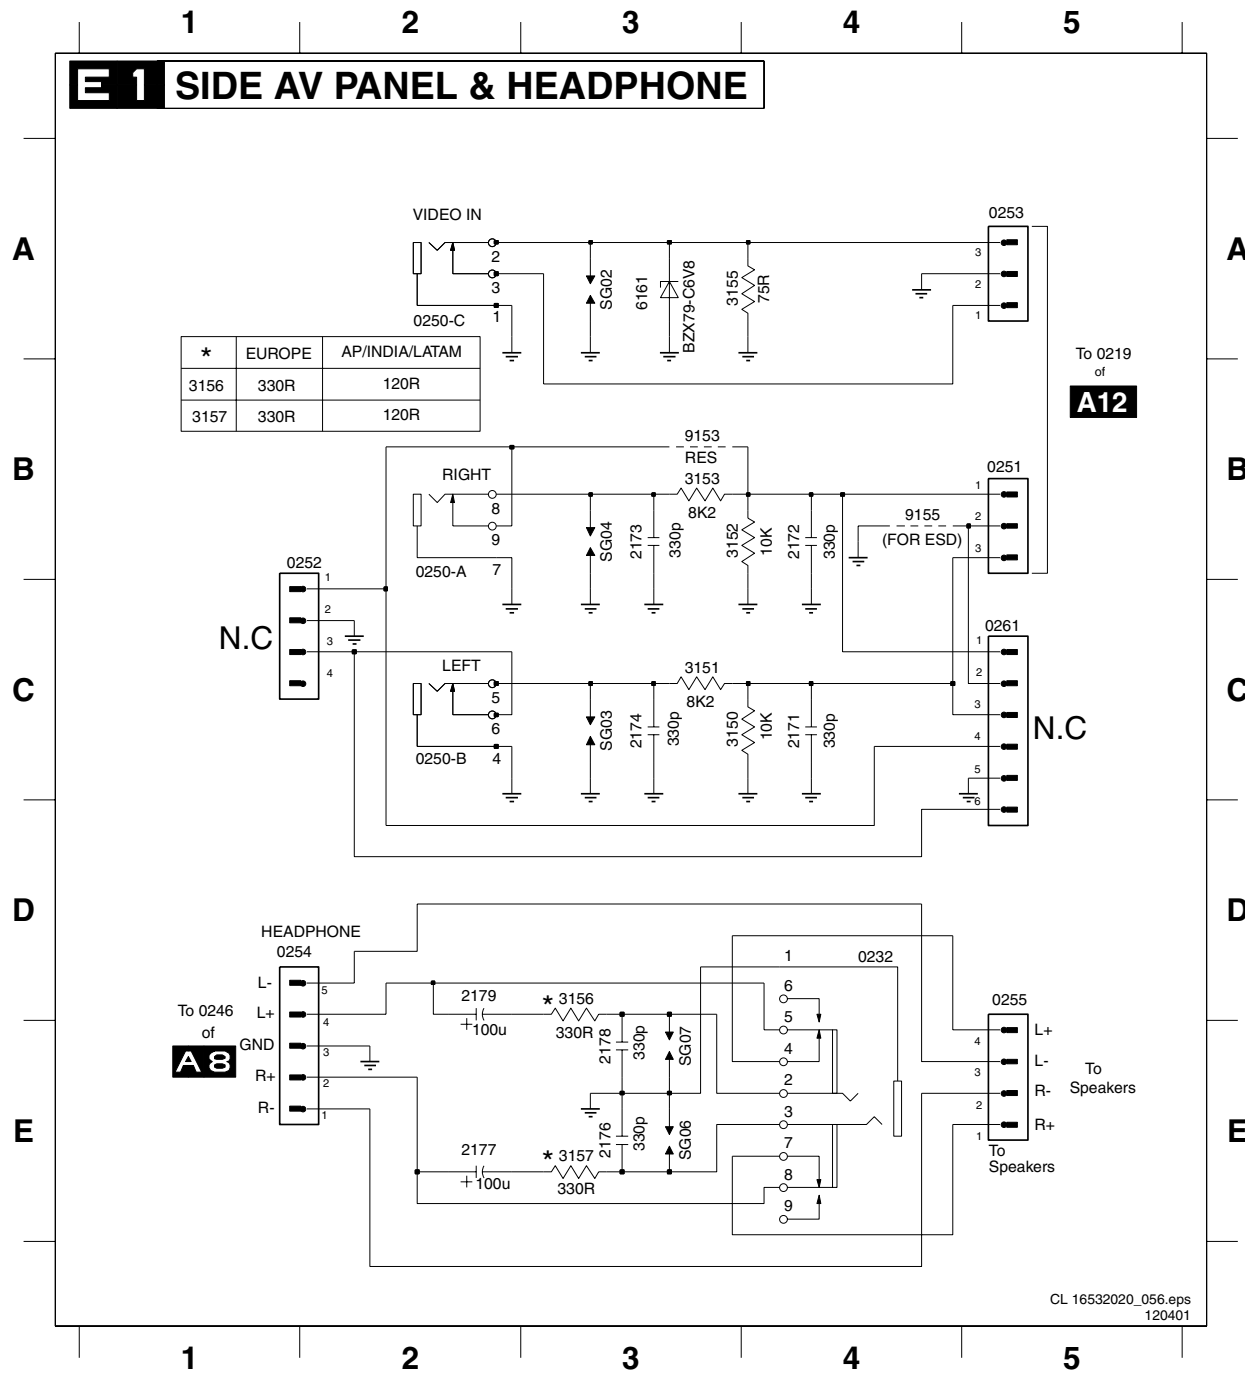 1 2 3 4 5
E 1 SIDE AV PANEL & HEADPHONE
A A
VIDEO IN
0253
2
3
1
0250-C
SG02
6161
BZX79-C6V8
3155
75R
3
2
1
* EUROPE AP/INDIA/LATAM
3156 330R 120R
3157 330R 120R
To 0219
of
A12
B B
9153
RES
RIGHT
3153
8K2
0251
8
9
7
0250-A
SG04
2173
330p
3152
10K
2172
330p
9155
(FOR ESD)
1
2
3
0252
1
2
3
4
N.C
0261
1
2
3
4
5
6
N.C
C C
LEFT
3151
8K2
5
6
4
0250-B
SG03
2174
330p
3150
10K
2171
330p
D D
HEADPHONE
0254
L-
L+
GND
R+
R-
5
4
3
2
1
To 0246
of
A 8
2179
+100u
* 3156
330R
2178
330p
SG07
1
0232
6
5
4
2
3
7
8
9
0255
L+
L-
R-
R+
4
3
2
1
To
Speakers
To
Speakers
E E
2176
330p
SG06
2177
+100u
* 3157
330R
CL 16532020_056.eps
120401
1 2 3 4 5